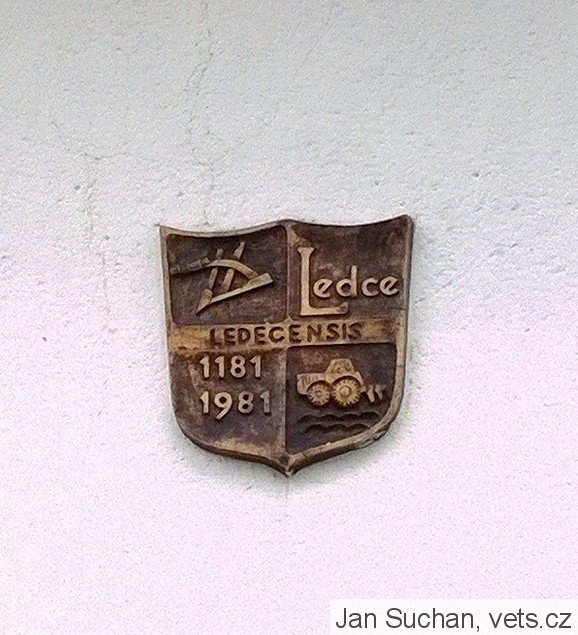 Ledce
LEDECENSIS
1181
1981
Jan Suchan, vets.cz